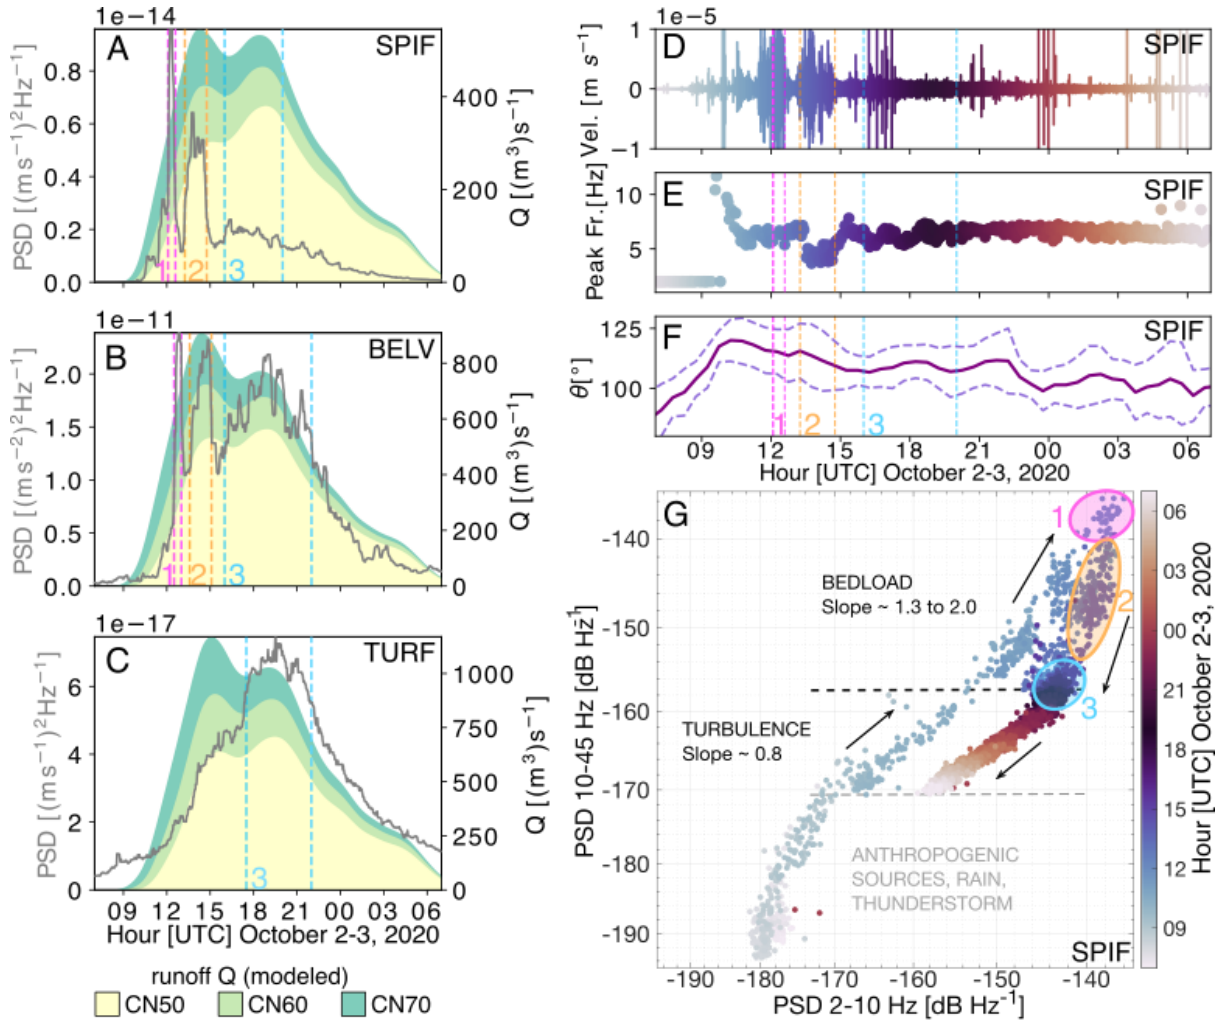 1e−14
A
SPIF
PSD [(m s−1)2Hz−1]
0.8
0.6
0.4
0.2
0.0
400
200
0
Q [(m3)s−1]
1
2
3
1e−11
B
BELV
PSD [(ms−2)2Hz−1]
2.0
1.5
1.0
0.5
0.0
800
600
400
200
0
Q [(m3)s−1]
1
2
3
1e−17
C
TURF
PSD [(ms−1)2Hz−1]
6
4
2
0
1000
750
500
250
0
Q [(m3)s−1]
3
09 12 15 18 21 00 03 06
Hour [UTC] October 2-3, 2020
runoff Q (modeled)
CN50 CN60 CN70
1e−5
D
SPIF
Vel. [m s−1]
1
0
−1
E
SPIF
Peak Fr.[Hz]
10
5
F
SPIF
θ[°]
125
100
1
2
3
09 12 15 18 21 00 03 06
Hour [UTC] October 2-3, 2020
G
1
2
3
BEDLOAD
Slope ~ 1.3 to 2.0
TURBULENCE
Slope ~ 0.8
ANTHROPOGENIC
SOURCES, RAIN,
THUNDERSTORM
SPIF
PSD 10-45 Hz [dB Hz-1]
-140
-150
-160
-170
-180
-190
-190 -180 -160 -150 -140
PSD 2-10 Hz [dB Hz-1]
06
03
00
21
18
15
12
09
Hour [UTC] October 2-3, 2020